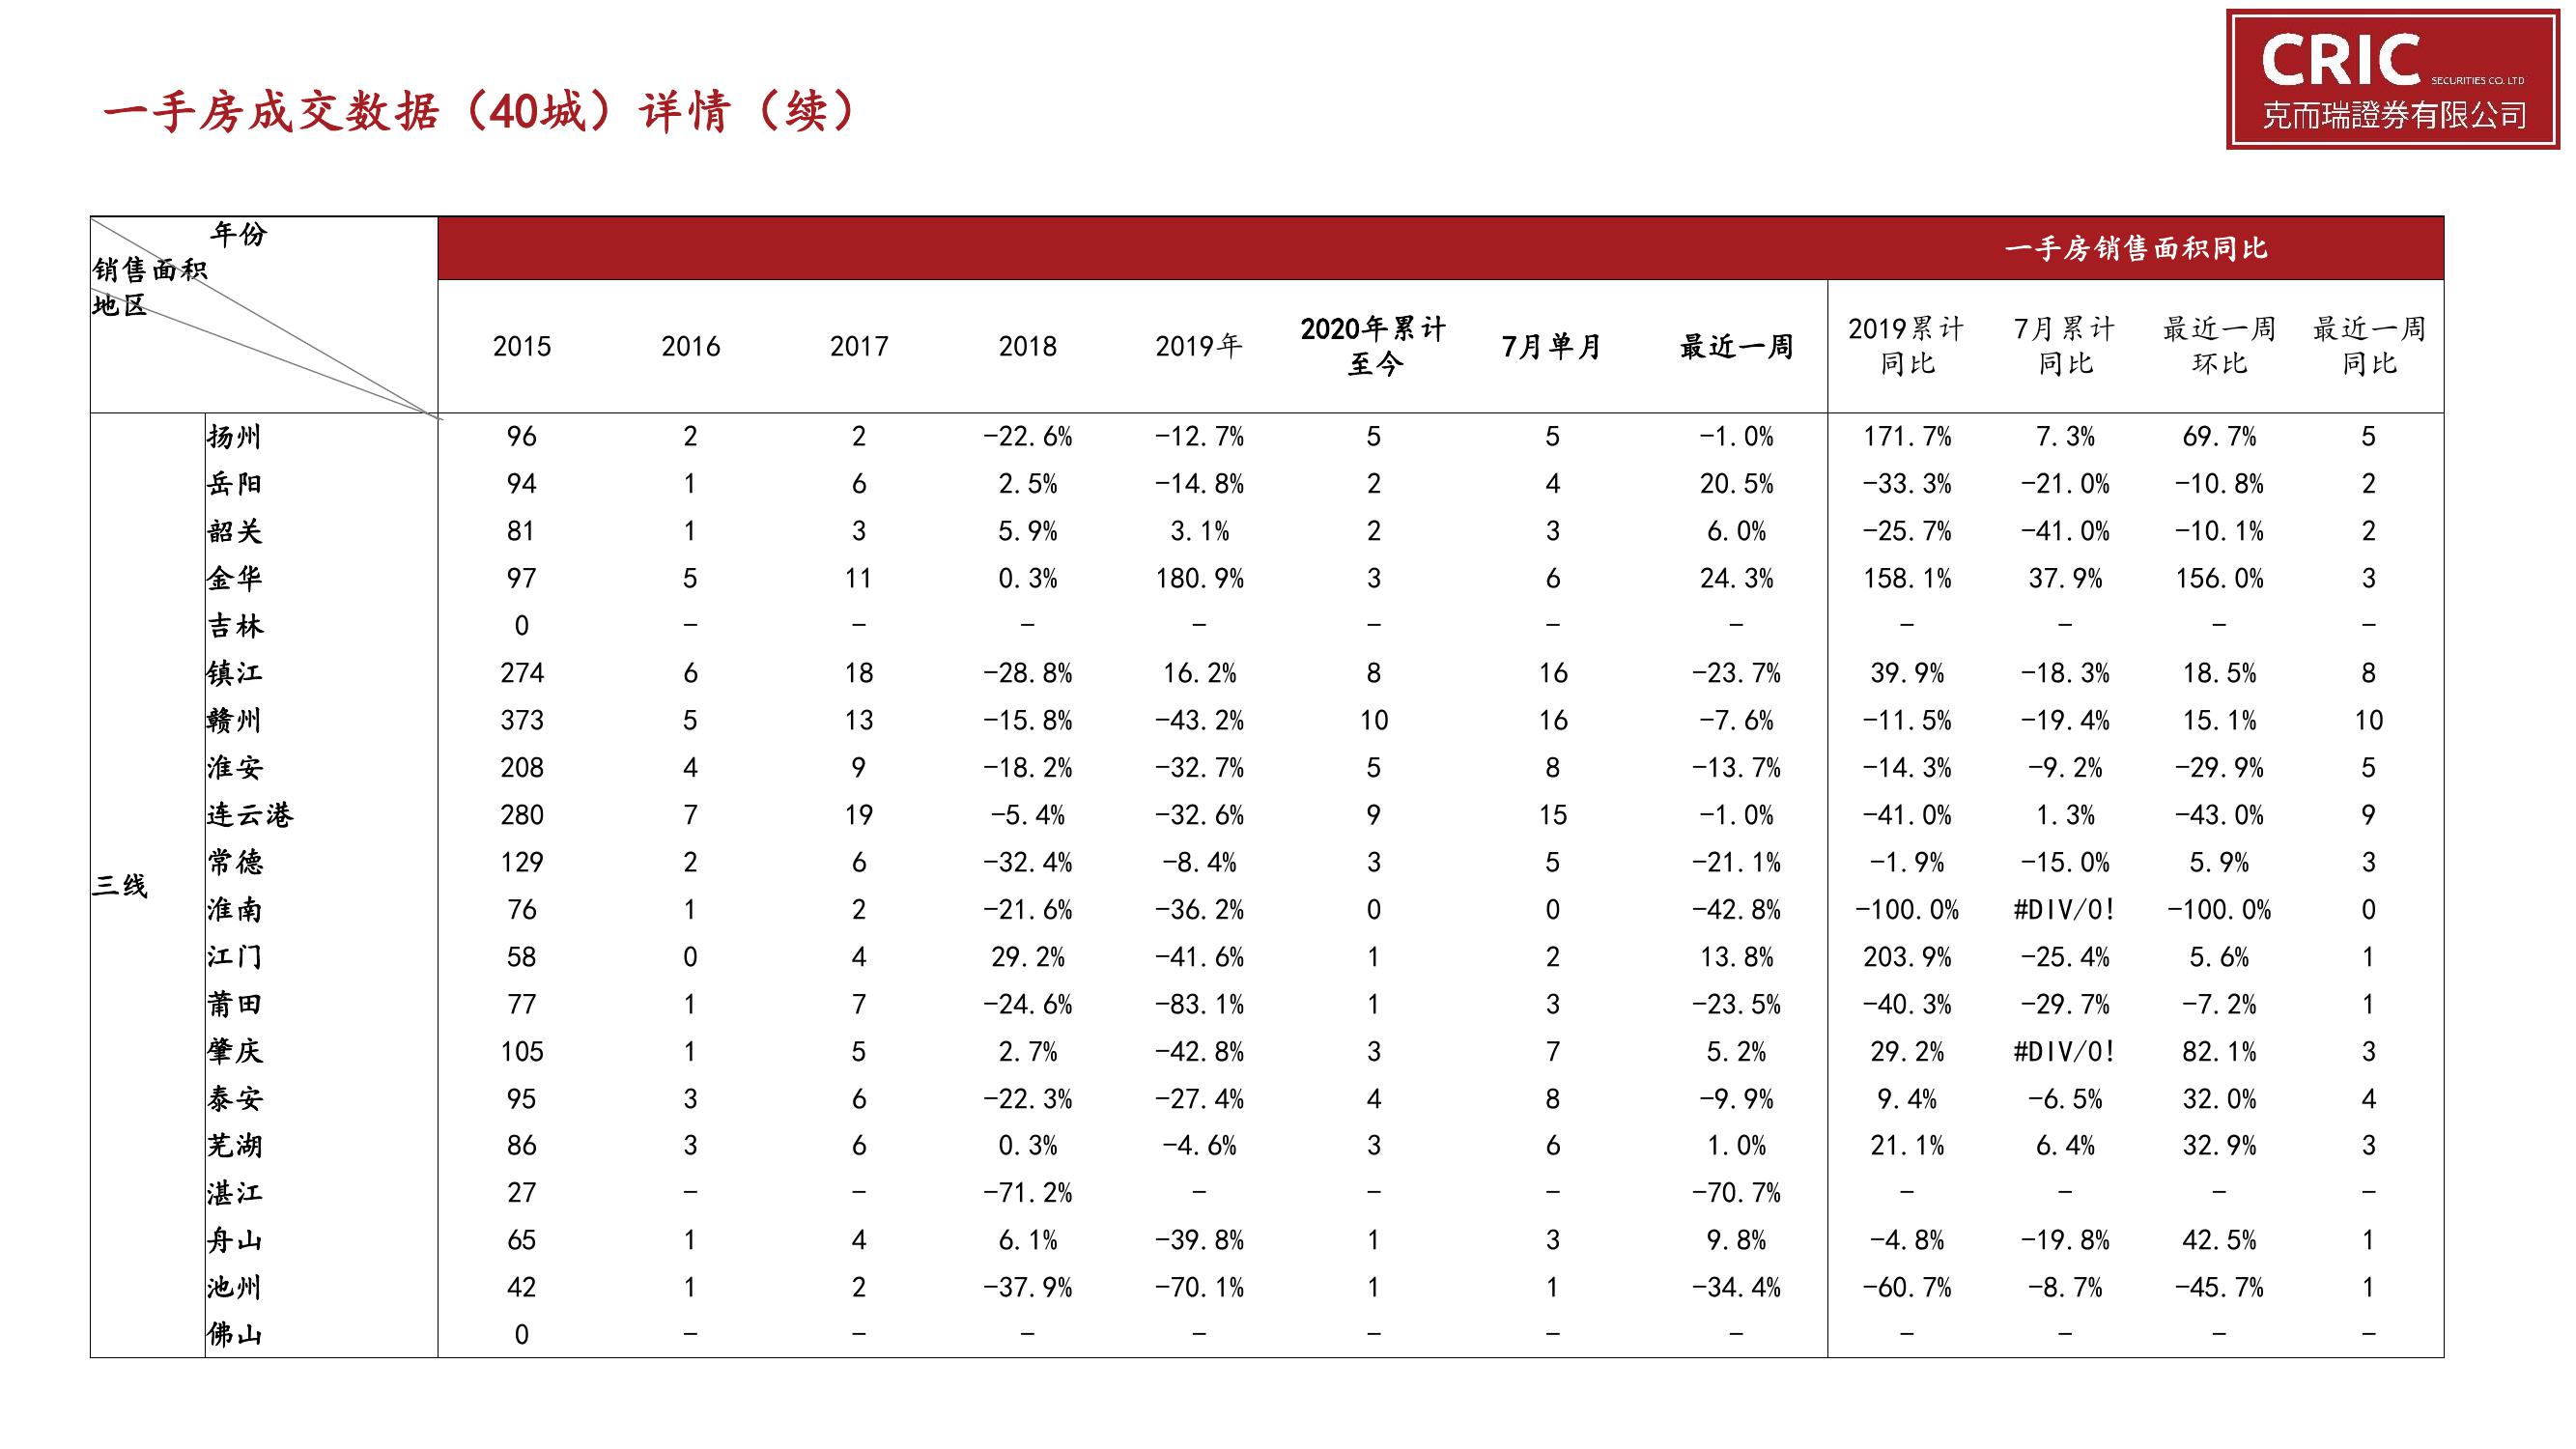 CRIC SECURITIES CO. LTD
克而瑞證券有限公司
一手房成交数据（40城）详情（续）
年份
销售面积
地区
一手房销售面积同比
2015 2016 2017 2018 2019年 2020年累计至今 7月单月 最近一周 2019累计同比 7月累计同比 最近一周环比 最近一周同比
三线
扬州 96 2 2 -22.6% -12.7% 5 5 -1.0% 171.7% 7.3% 69.7% 5
岳阳 94 1 6 2.5% -14.8% 2 4 20.5% -33.3% -21.0% -10.8% 2
韶关 81 1 3 5.9% 3.1% 2 3 6.0% -25.7% -41.0% -10.1% 2
金华 97 5 11 0.3% 180.9% 3 6 24.3% 158.1% 37.9% 156.0% 3
吉林 0 - - - - - - - - - - -
镇江 274 6 18 -28.8% 16.2% 8 16 -23.7% 39.9% -18.3% 18.5% 8
赣州 373 5 13 -15.8% -43.2% 10 16 -7.6% -11.5% -19.4% 15.1% 10
淮安 208 4 9 -18.2% -32.7% 5 8 -13.7% -14.3% -9.2% -29.9% 5
连云港 280 7 19 -5.4% -32.6% 9 15 -1.0% -41.0% 1.3% -43.0% 9
常德 129 2 6 -32.4% -8.4% 3 5 -21.1% -1.9% -15.0% 5.9% 3
淮南 76 1 2 -21.6% -36.2% 0 0 -42.8% -100.0% #DIV/0! -100.0% 0
江门 58 0 4 29.2% -41.6% 1 2 13.8% 203.9% -25.4% 5.6% 1
莆田 77 1 7 -24.6% -83.1% 1 3 -23.5% -40.3% -29.7% -7.2% 1
肇庆 105 1 5 2.7% -42.8% 3 7 5.2% 29.2% #DIV/0! 82.1% 3
泰安 95 3 6 -22.3% -27.4% 4 8 -9.9% 9.4% -6.5% 32.0% 4
芜湖 86 3 6 0.3% -4.6% 3 6 1.0% 21.1% 6.4% 32.9% 3
湛江 27 - - -71.2% - - - -70.7% - - - -
舟山 65 1 4 6.1% -39.8% 1 3 9.8% -4.8% -19.8% 42.5% 1
池州 42 1 2 -37.9% -70.1% 1 1 -34.4% -60.7% -8.7% -45.7% 1
佛山 0 - - - - - - - - - - -